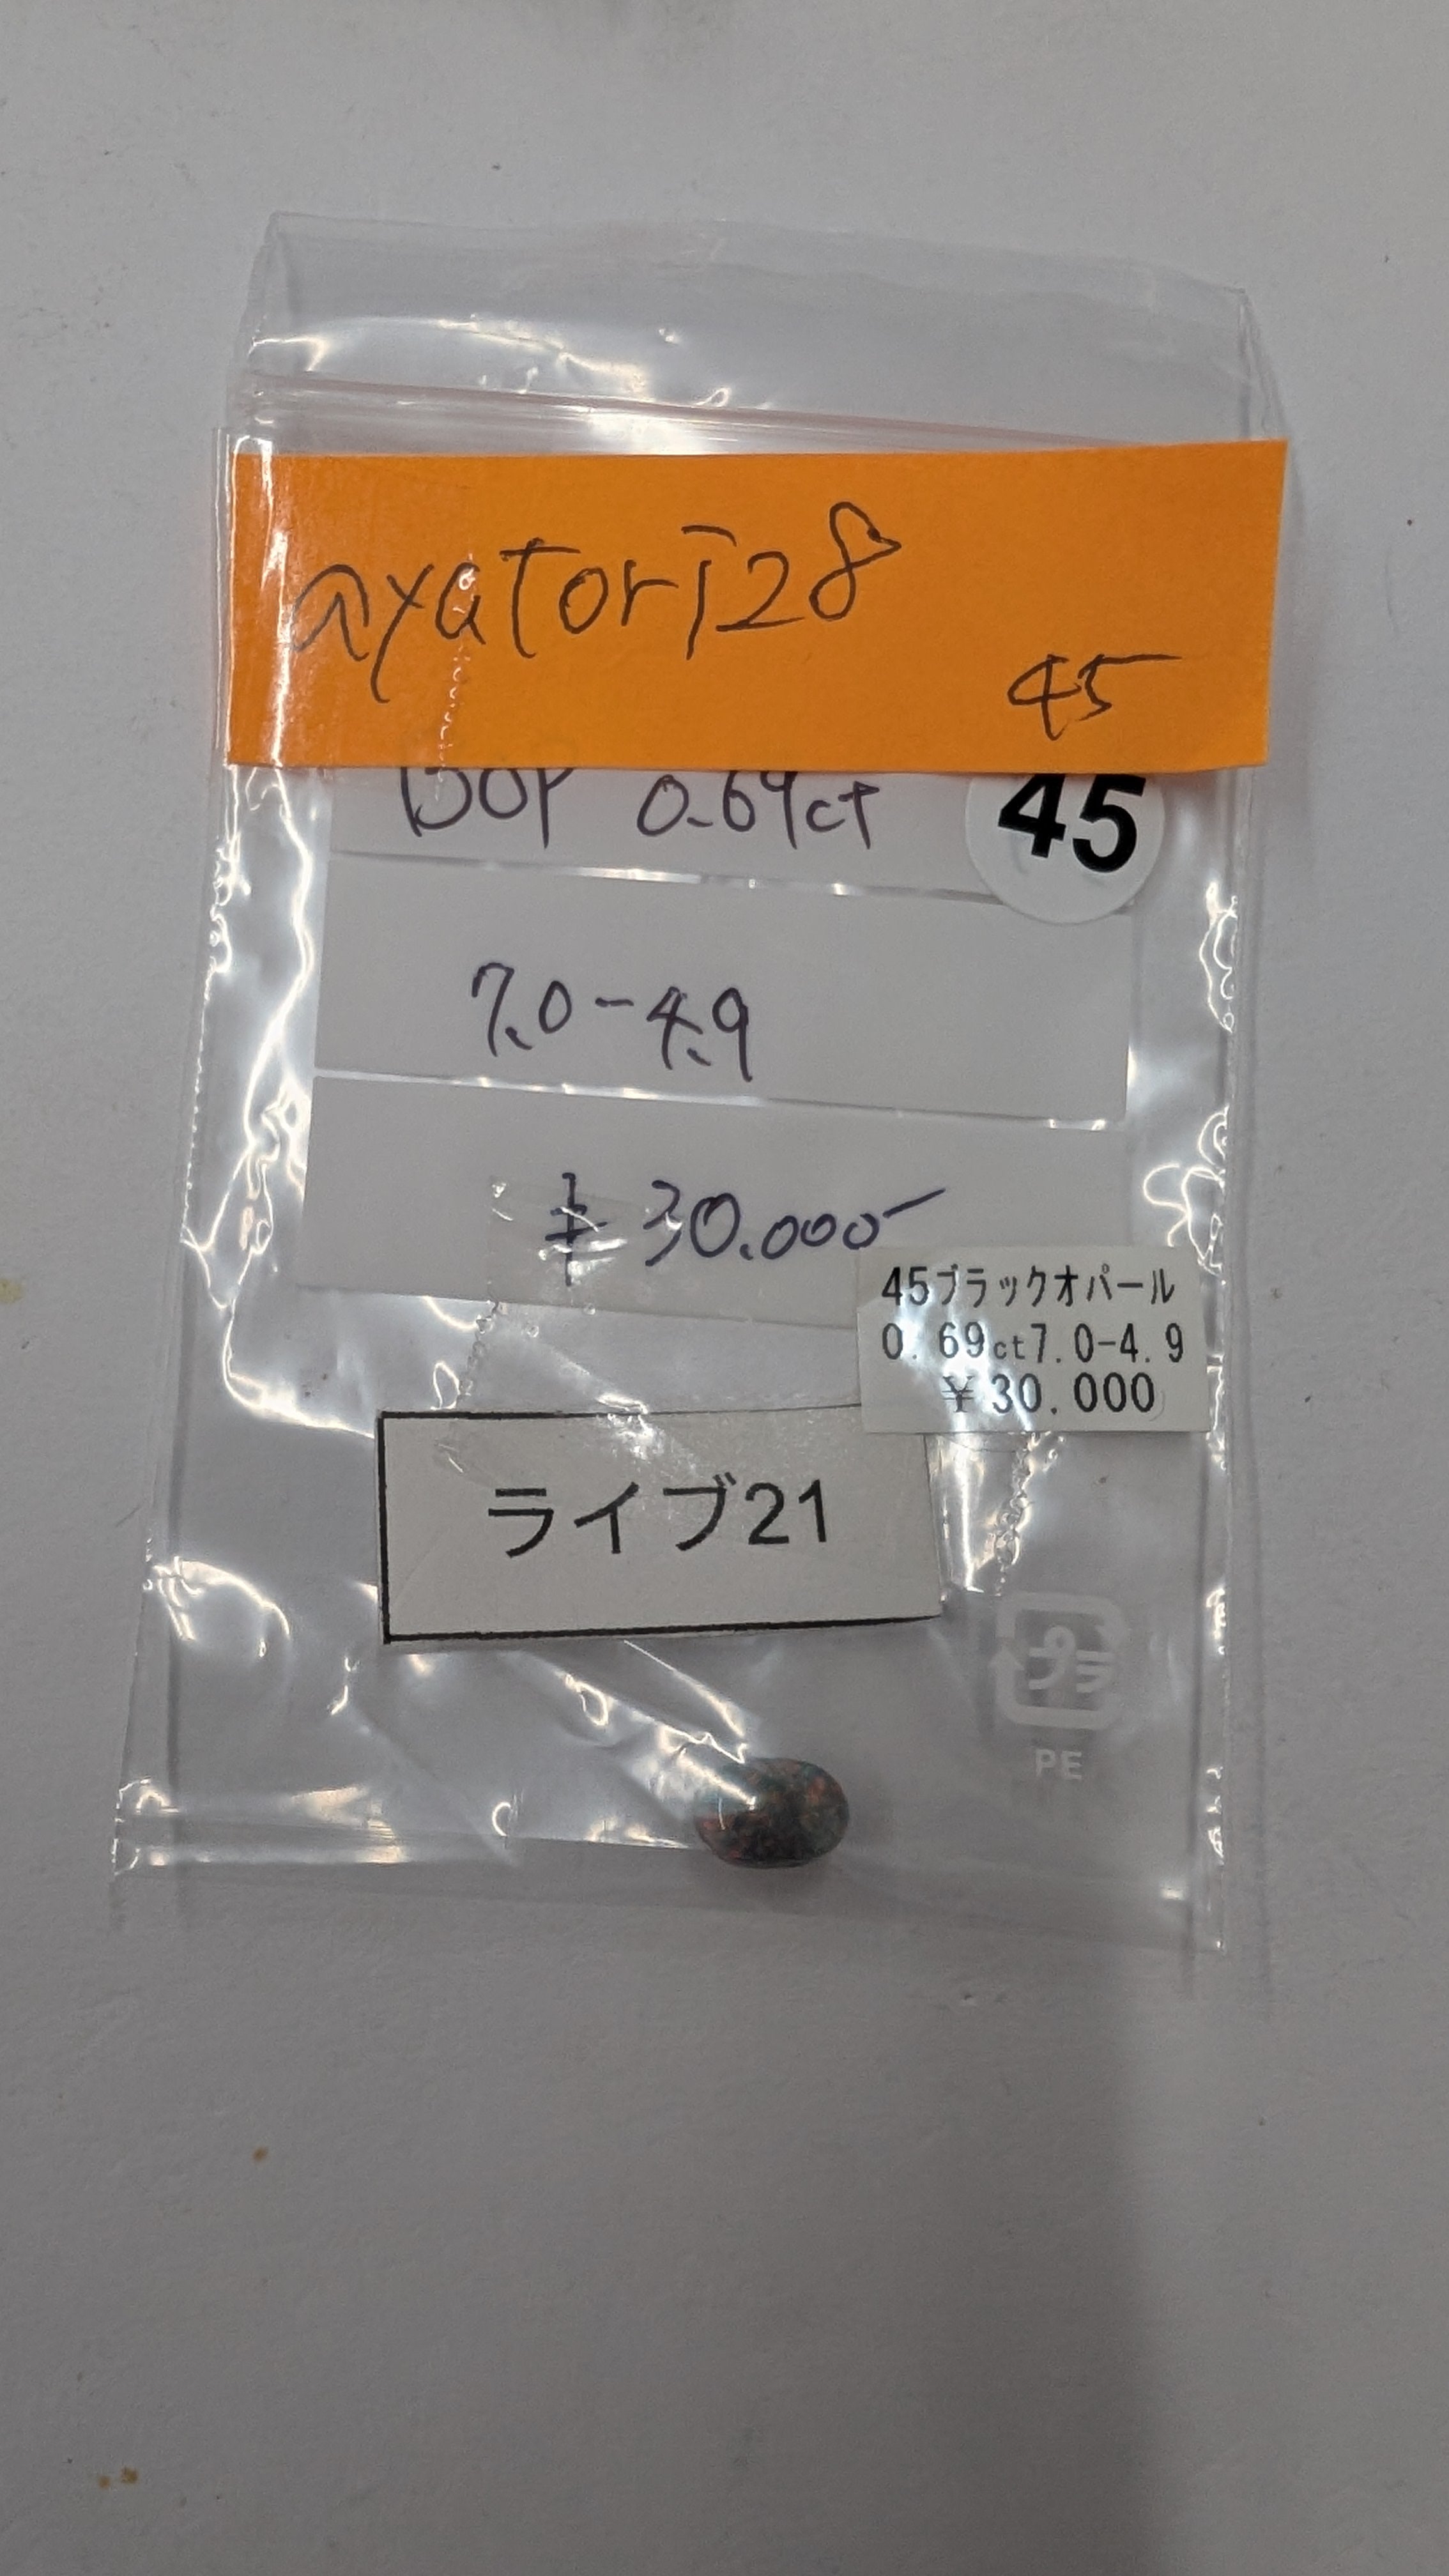 ayatori28
45
BOP 0.69ct
45
7.0-4.9
¥30.000-
45ブラックオパール
0.69ct7.0-4.9
¥30.000
ライブ21
プラ
PE